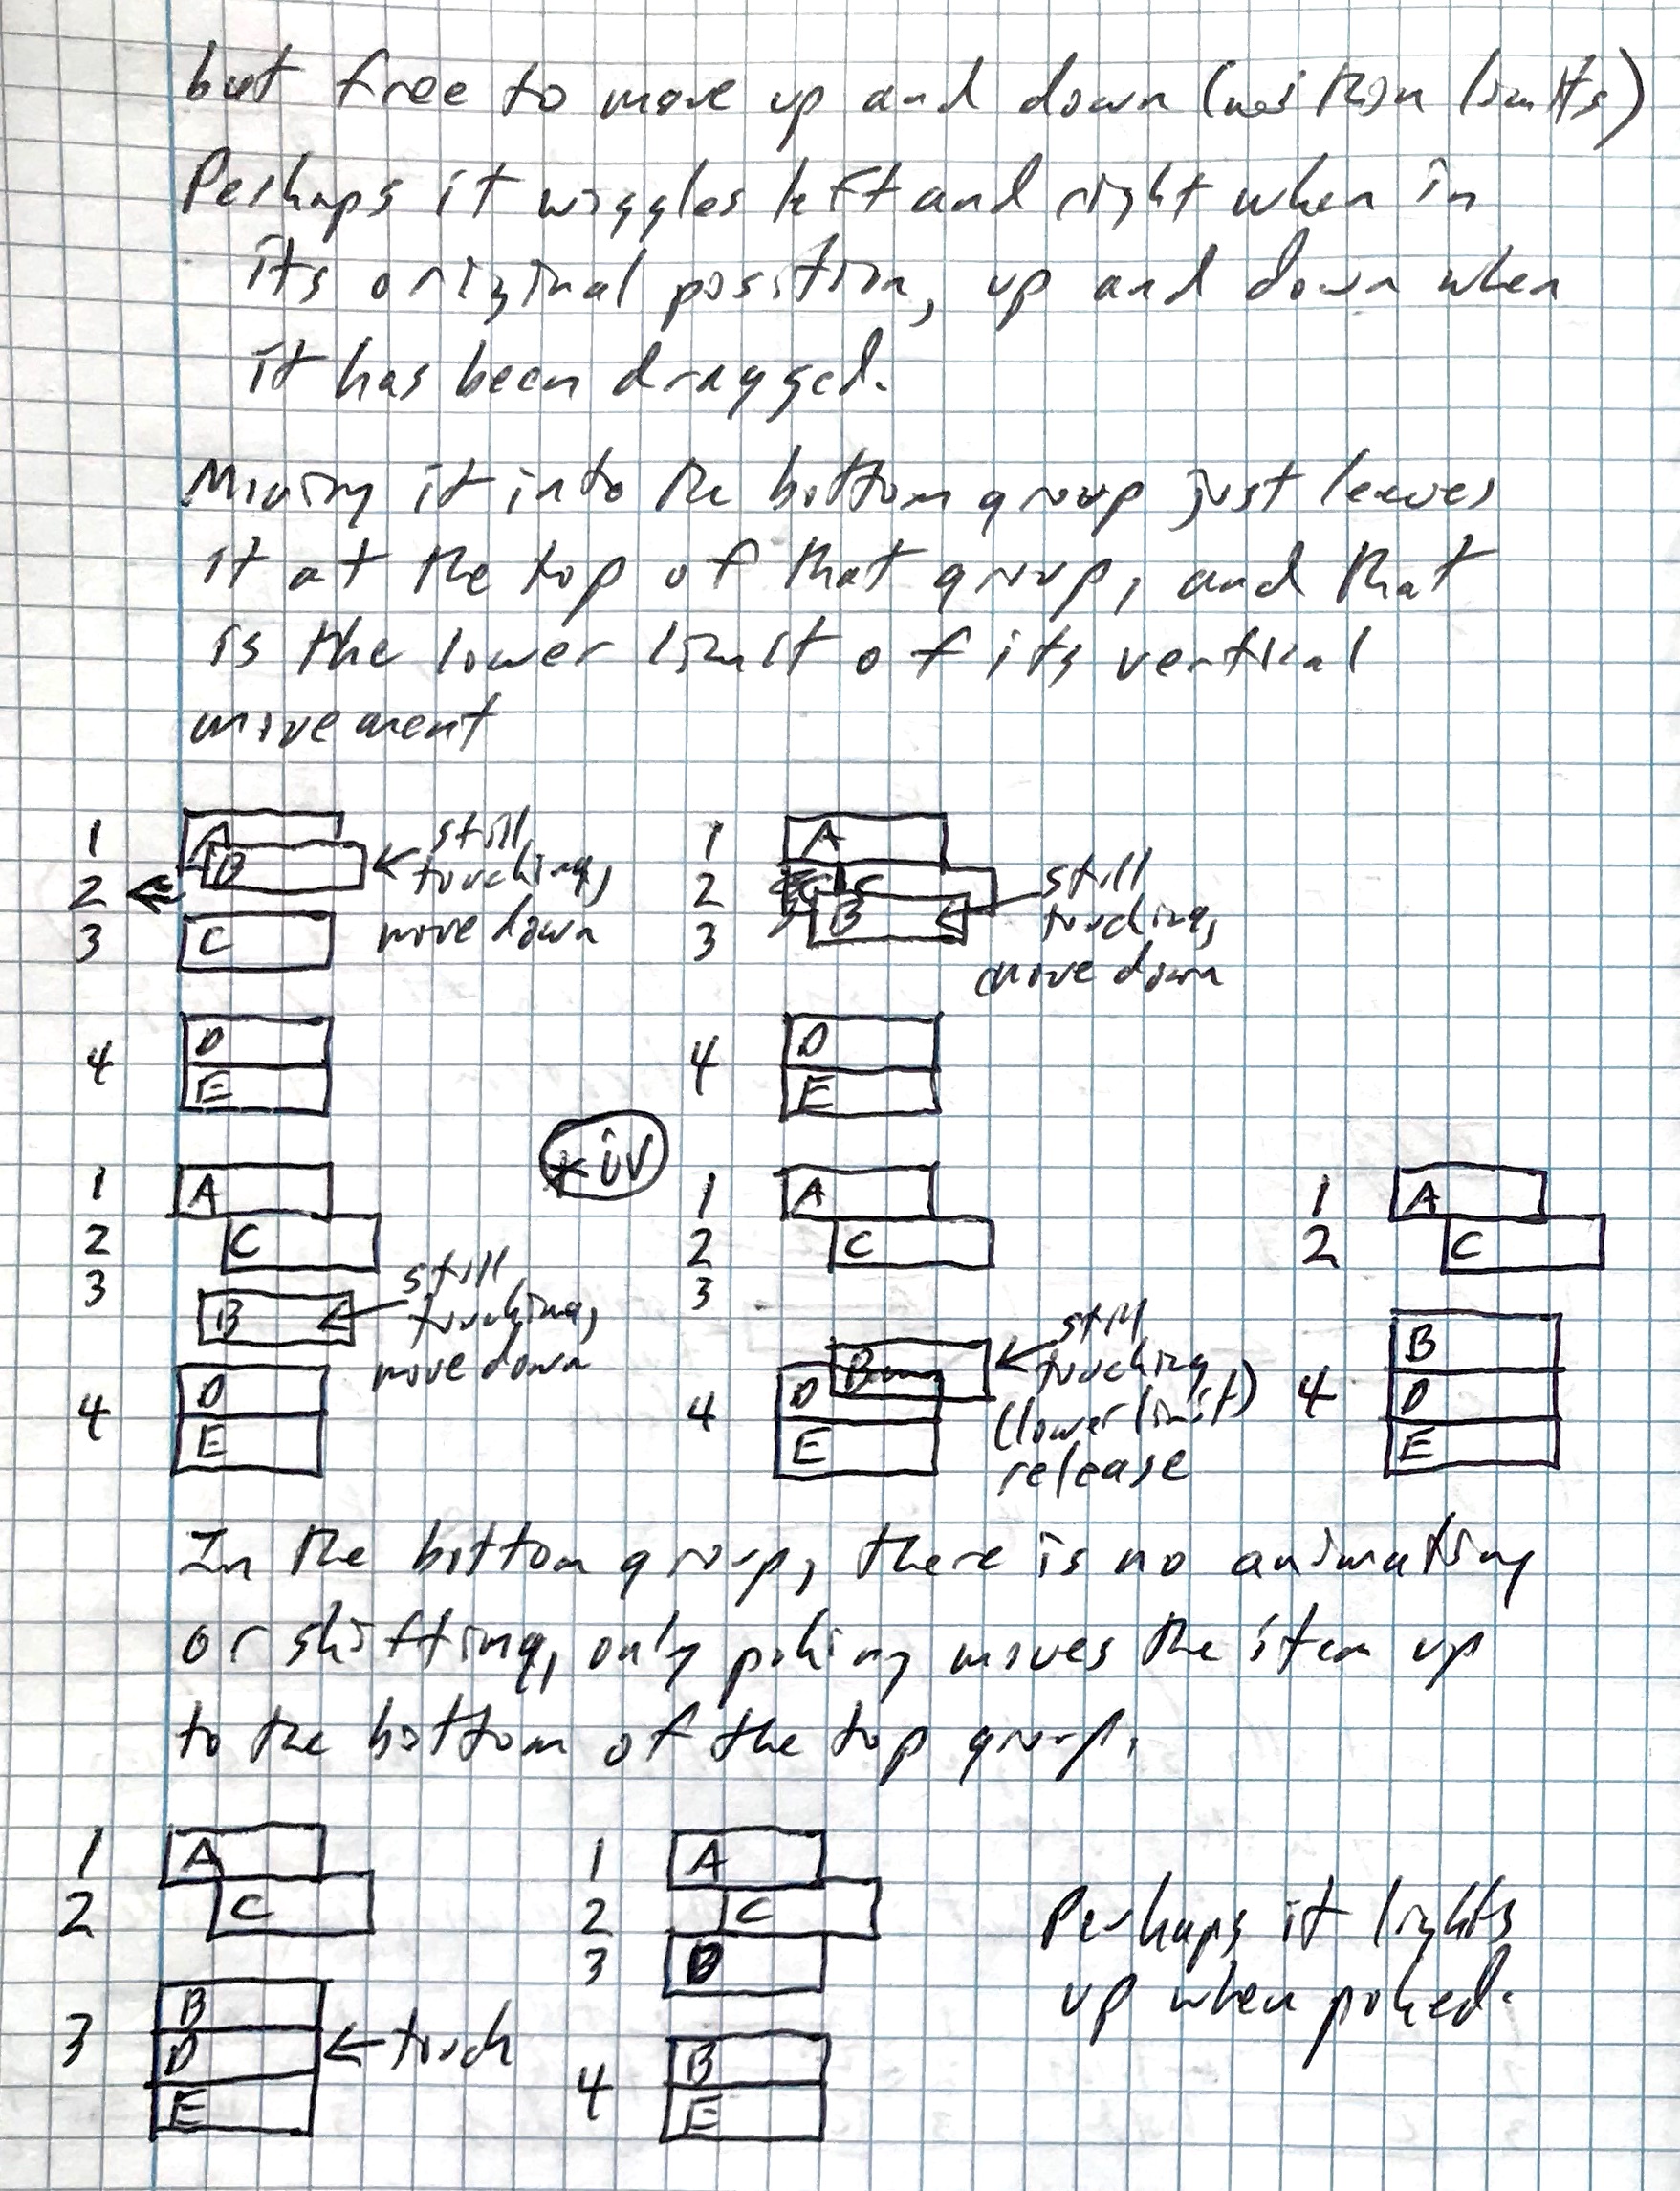 but free to move up and down (within limits)
Perhaps it wiggles left and right when in
its original position, up and down when
it has been dragged.
Moving it into the bottom group just leaves
it at the top of that group, and that
is the lower limit of its vertical
movement
1 A
B
2
3 C
still
touching,
move down
4 D
E
1 A
2 C
3 B
still
touching,
move down
4 D
E
* iv
1 A
2 C
3
B
still
touching,
move down
4 D
E
1 A
2 C
3
B
still
touching
(lower limit)
release
4 D
E
1 A
2 C
B
4 D
E
In the bottom group, there is no animating
or shifting, only poking moves the item up
to the bottom of the top group.
1 A
2 C
B
3 D ← touch
E
1 A
2 C
3 D
4 B
E
Perhaps it lights
up when poked.